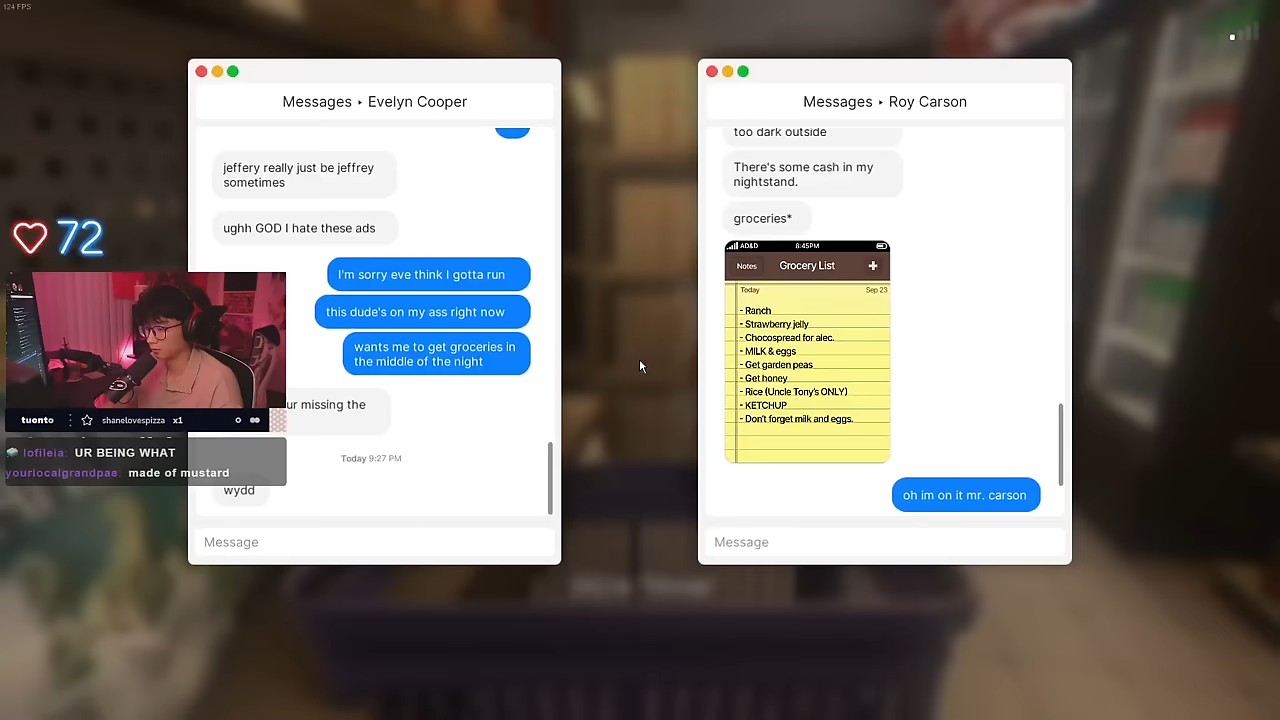 124 FPS
Messages ▸ Evelyn Cooper
jeffery really just be jeffrey
sometimes
ughh GOD I hate these ads
I'm sorry eve think I gotta run
this dude's on my ass right now
wants me to get groceries in
the middle of the night
ur missing the
Today 9:27 PM
wydd
Message
Messages ▸ Roy Carson
too dark outside
There's some cash in my
nightstand.
groceries*
AD&D 8:45PM
Notes Grocery List +
Today Sep 23
- Ranch
- Strawberry jelly
- Chocospread for alec.
- MILK & eggs
- Get garden peas
- Get honey
- Rice (Uncle Tony's ONLY)
- KETCHUP
- Don't forget milk and eggs.
oh im on it mr. carson
Message
72
tuonto shanelovespizza x1
lofileia: UR BEING WHAT
yourlocalgrandpae: made of mustard